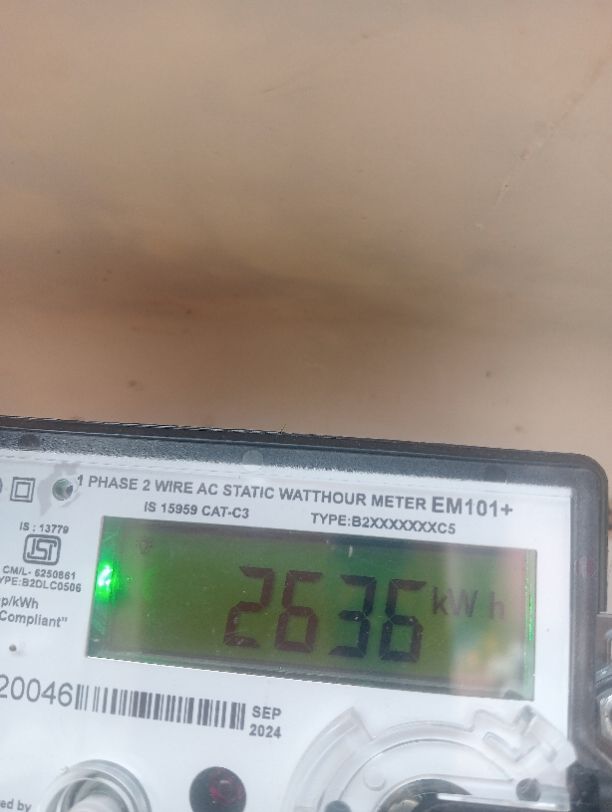 1 PHASE 2 WIRE AC STATIC WATTHOUR METER EM101+
IS 15959 CAT-C3 TYPE:B2XXXXXXXC5
IS : 13779
CM/L- 6250861
YPE:B2DLC0506
p/kWh
Compliant"
2636 kWh
20046
SEP
2024
ed by